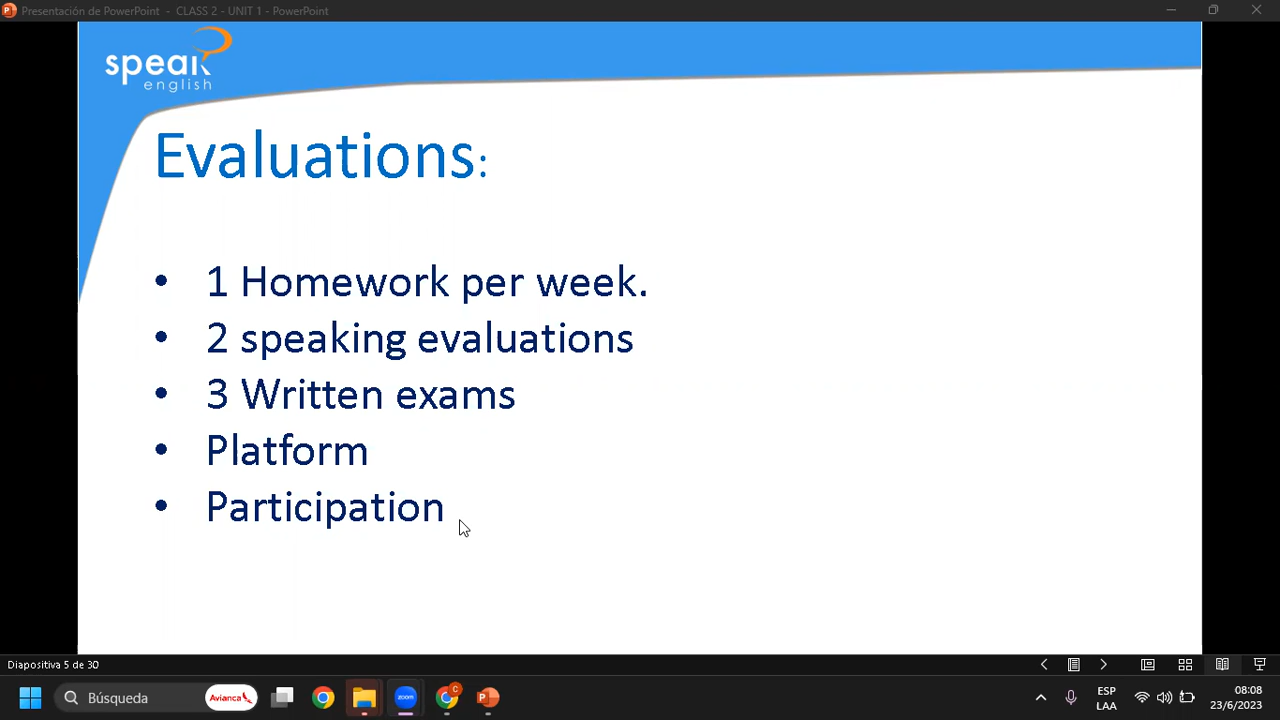 Presentación de PowerPoint - CLASS 2 - UNIT 1 - PowerPoint
speak
english
Evaluations:
• 1 Homework per week.
• 2 speaking evaluations
• 3 Written exams
• Platform
• Participation
Diapositiva 5 de 30
Búsqueda
Avianca
zoom
C
ESP
LAA
08:08
23/6/2023